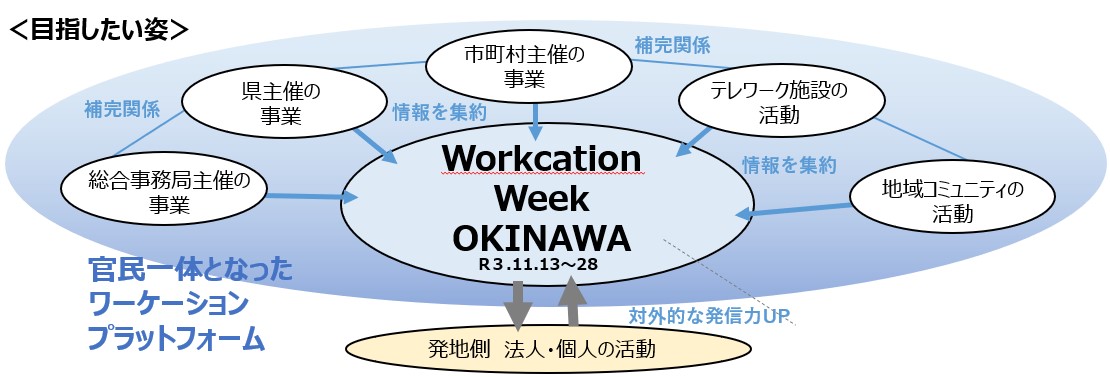 ＜目指したい姿＞
市町村主催の
事業
補完関係
県主催の
事業
テレワーク施設の
活動
補完関係
情報を集約
総合事務局主催の
事業
Workcation
Week
OKINAWA
R３.11.13～28
情報を集約
地域コミュニティの
活動
官民一体となった
ワーケーション
プラットフォーム
対外的な発信力UP
発地側　法人・個人の活動